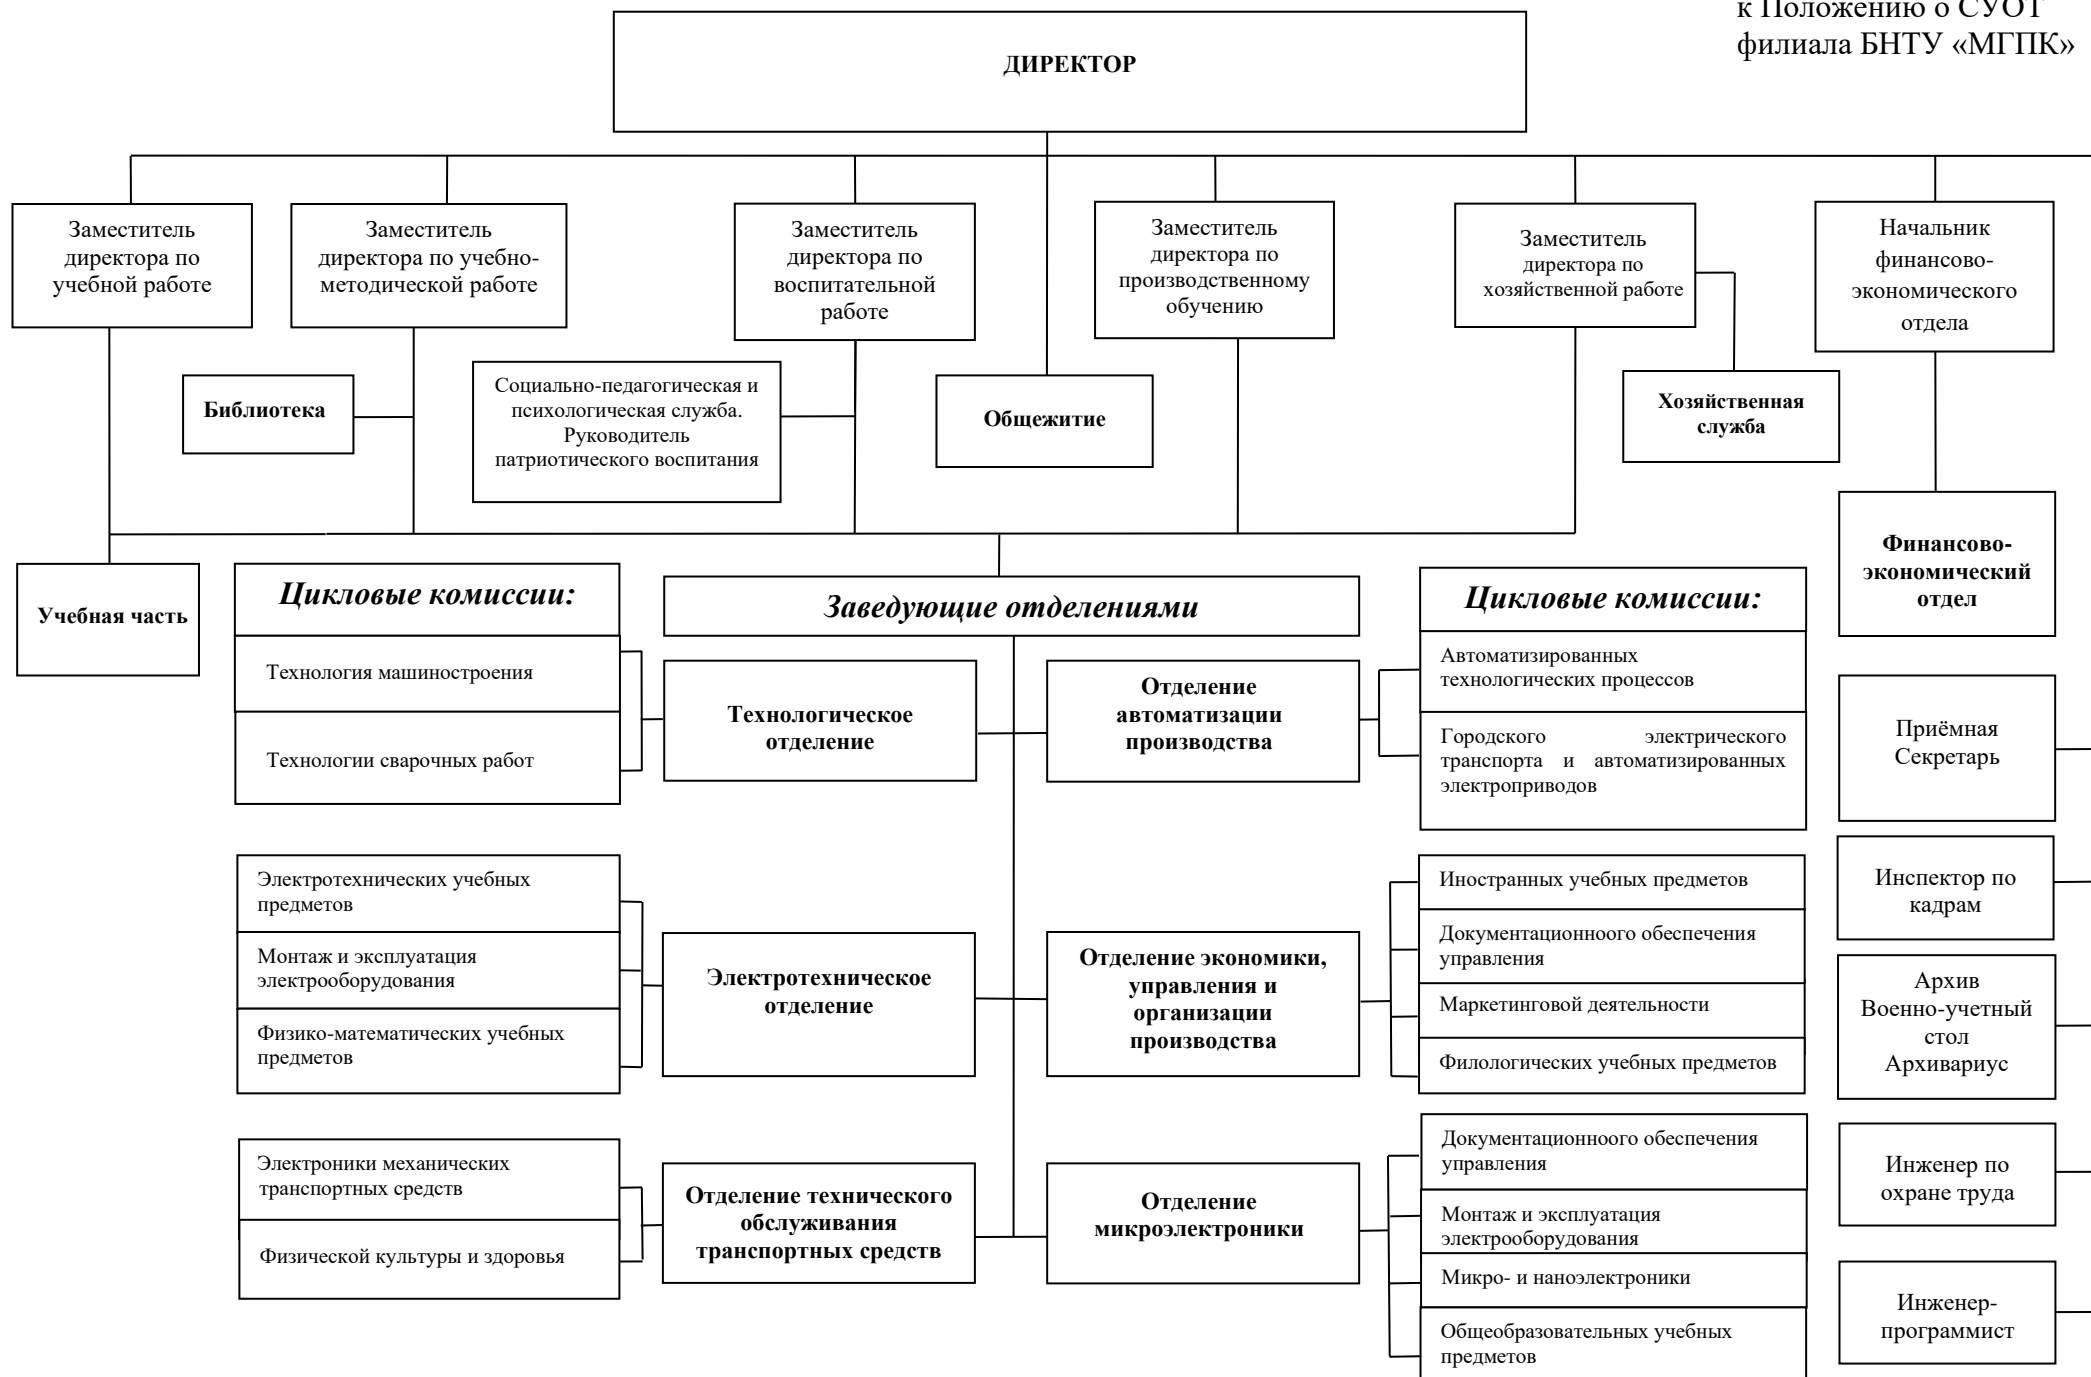 к Положению о СУОТ
филиала БНТУ «МГПК»
ДИРЕКТОР
Заместитель
директора по
учебной работе
Заместитель
директора по учебно-
методической работе
Заместитель
директора по
воспитательной
работе
Заместитель
директора по
производственному
обучению
Заместитель
директора по
хозяйственной работе
Начальник
финансово-
экономического
отдела
Библиотека
Социально-педагогическая и
психологическая служба.
Руководитель
патриотического воспитания
Общежитие
Хозяйственная
служба
Финансово-
экономический
отдел
Учебная часть
Цикловые комиссии:
Заведующие отделениями
Цикловые комиссии:
Технология машиностроения
Технологии сварочных работ
Технологическое
отделение
Отделение
автоматизации
производства
Автоматизированных
технологических процессов
Городского электрического
транспорта и автоматизированных
электроприводов
Приёмная
Секретарь
Электротехнических учебных
предметов
Монтаж и эксплуатация
электрооборудования
Физико-математических учебных
предметов
Электротехническое
отделение
Отделение экономики,
управления и
организации
производства
Иностранных учебных предметов
Документационноого обеспечения
управления
Маркетинговой деятельности
Филологических учебных предметов
Инспектор по
кадрам
Архив
Военно-учетный
стол
Архивариус
Электроники механических
транспортных средств
Физической культуры и здоровья
Отделение технического
обслуживания
транспортных средств
Отделение
микроэлектроники
Документационноого обеспечения
управления
Монтаж и эксплуатация
электрооборудования
Микро- и наноэлектроники
Общеобразовательных учебных
предметов
Инженер по
охране труда
Инженер-
программист